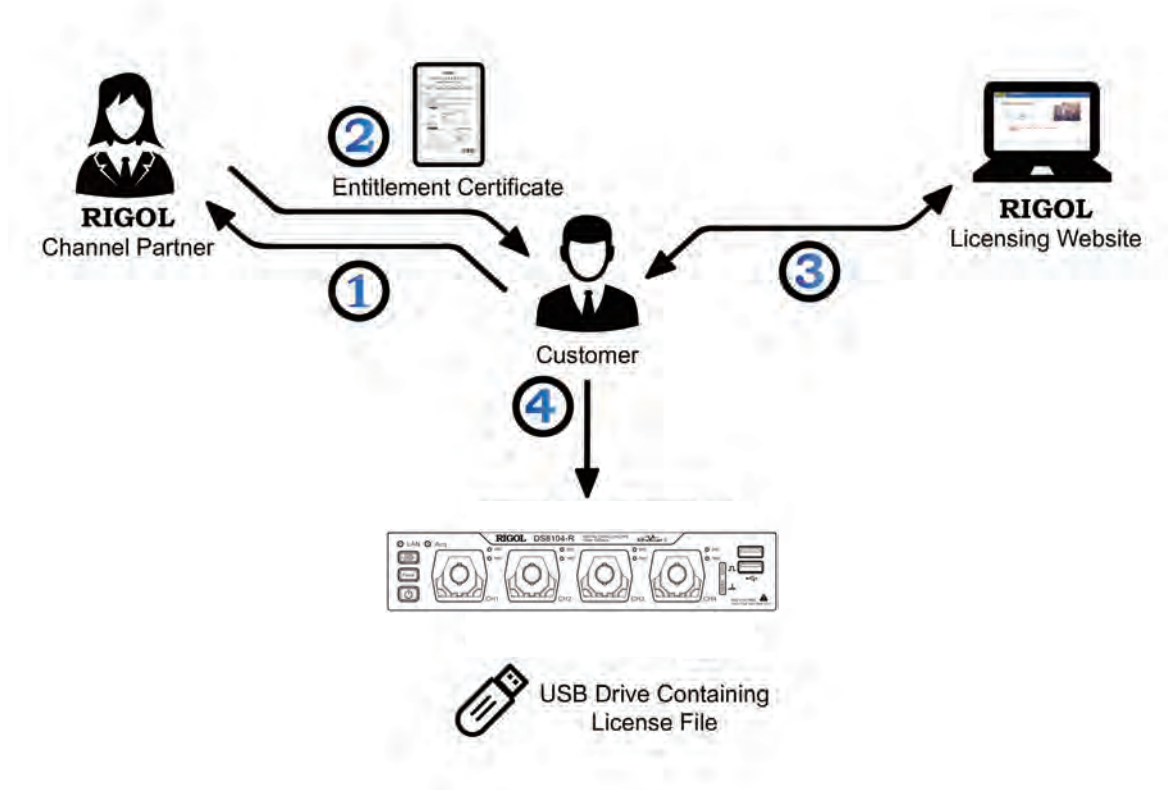 2
Entitlement Certificate
RIGOL
Channel Partner
1
RIGOL
Licensing Website
3
Customer
4
LAN
RIGOL DS8104-R
CH1
CH2
CH3
CH4
USB Drive Containing
License File